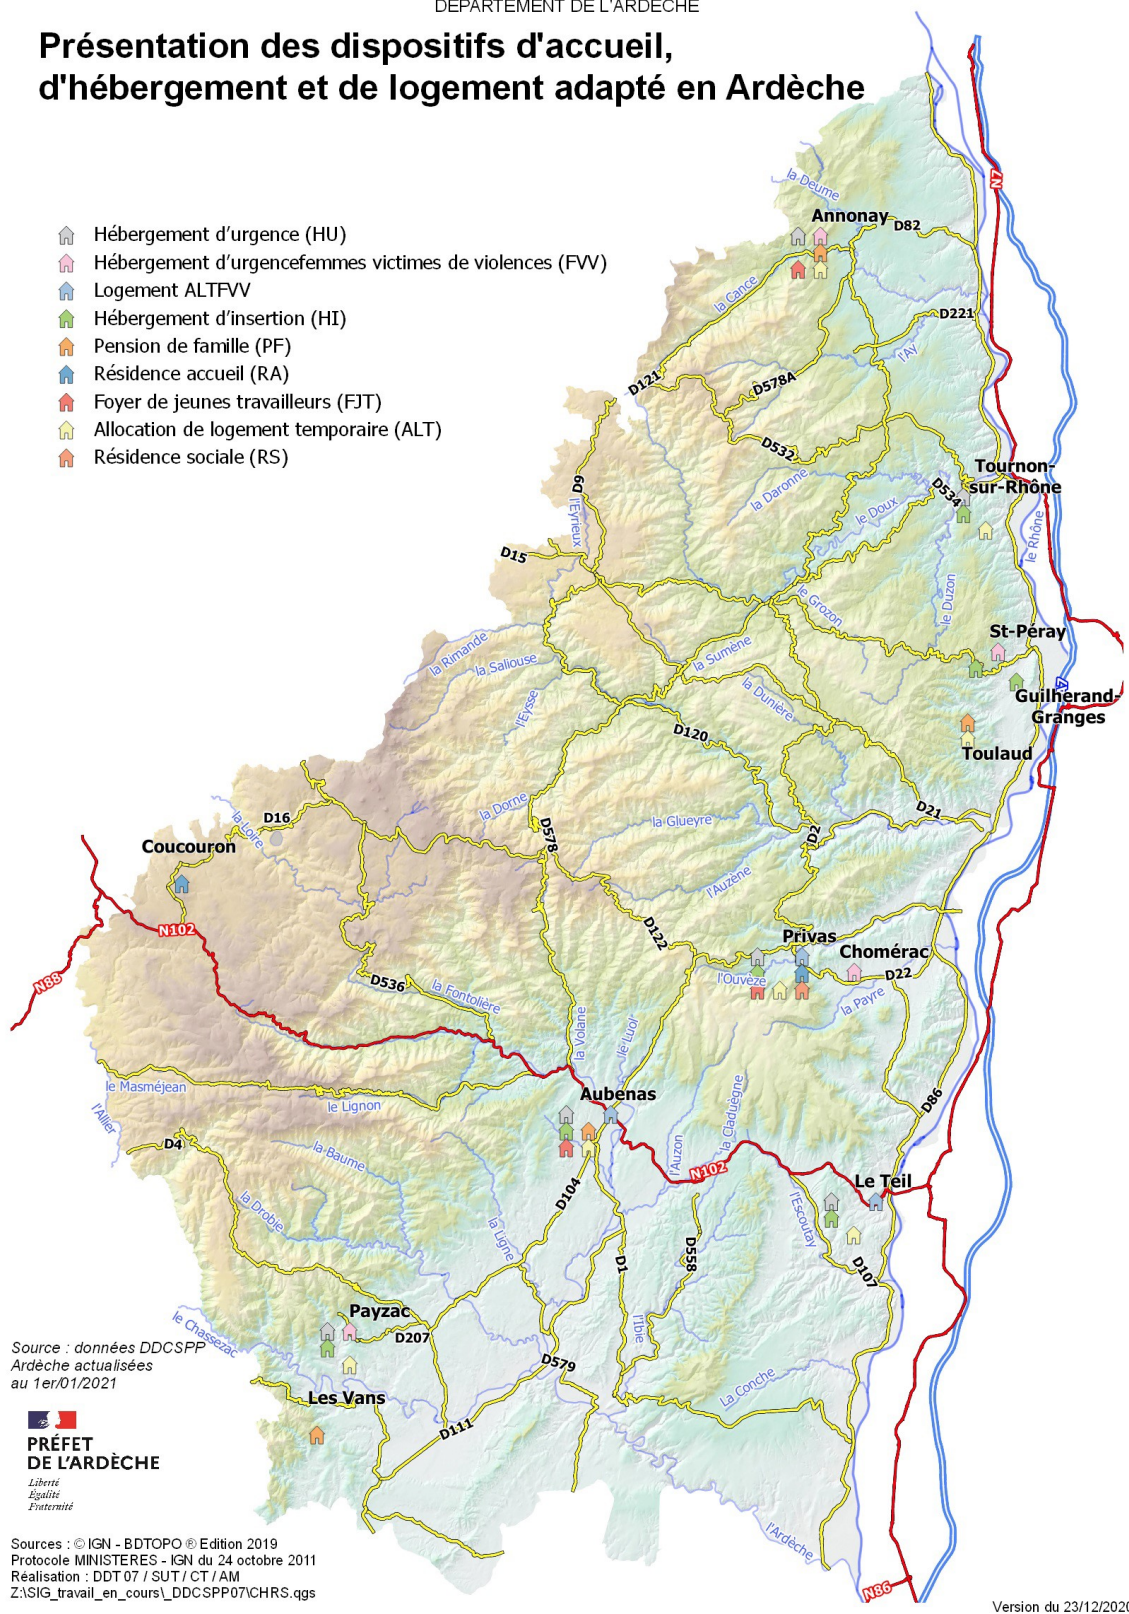 DEPARTEMENT DE L'ARDECHE
Présentation des dispositifs d'accueil,
d'hébergement et de logement adapté en Ardèche
Hébergement d'urgence (HU)
Hébergement d'urgencefemmes victimes de violences (FVV)
Logement ALTFVV
Hébergement d'insertion (HI)
Pension de famille (PF)
Résidence accueil (RA)
Foyer de jeunes travailleurs (FJT)
Allocation de logement temporaire (ALT)
Résidence sociale (RS)
la Deume
N7
Annonay
D82
la Cance
D221
l'Ay
D121
D578A
D532
Tournon-
sur-Rhône
D9
l'Eyrieux
la Daronne
D534
le Doux
le Rhône
D15
le Duzon
le Grozon
St-Peray
la Rimande
la Saliouse
la Sumène
l'Eysse
la Dunière
Guilherand-
Granges
D120
Toulaud
la Dorne
D16
la Loire
D578
la Glueyre
D2
D21
Coucouron
l'Auzène
N102
D122
Privas
Chomérac
N88
D536
la Fontolière
l'Ouvèze
D22
la Payre
la Volane
le Luol
le Masméjean
Aubenas
la Claduègne
D86
l'Allier
le Lignon
D4
la Baume
l'Auzon
N102
Le Teil
la Drobie
D104
l'Escoutay
la Ligne
D1
D558
D107
Payzac
le Chassezac
D207
l'Ibie
Source : données DDCSPP
Ardèche actualisées
au 1er/01/2021
D579
La Conche
Les Vans
D111
PRÉFET
DE L'ARDÈCHE
Liberté
Égalité
Fraternité
l'Ardèche
Sources : © IGN - BDTOPO ® Edition 2019
Protocole MINISTERES - IGN du 24 octobre 2011
Réalisation : DDT 07 / SUT / CT / AM
Z:\SIG_travail_en_cours\_DDCSPP07\CHRS.qgs
N86
Version du 23/12/2020